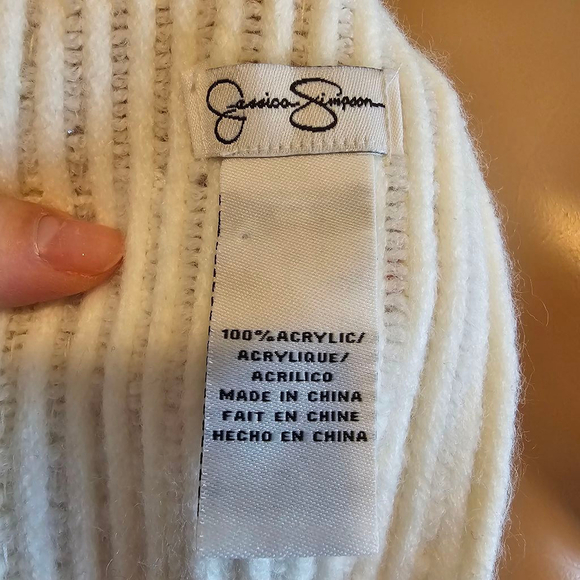 Jessica Simpson
100% ACRYLIC/
ACRYLIQUE/
ACRILICO
MADE IN CHINA
FAIT EN CHINE
HECHO EN CHINA